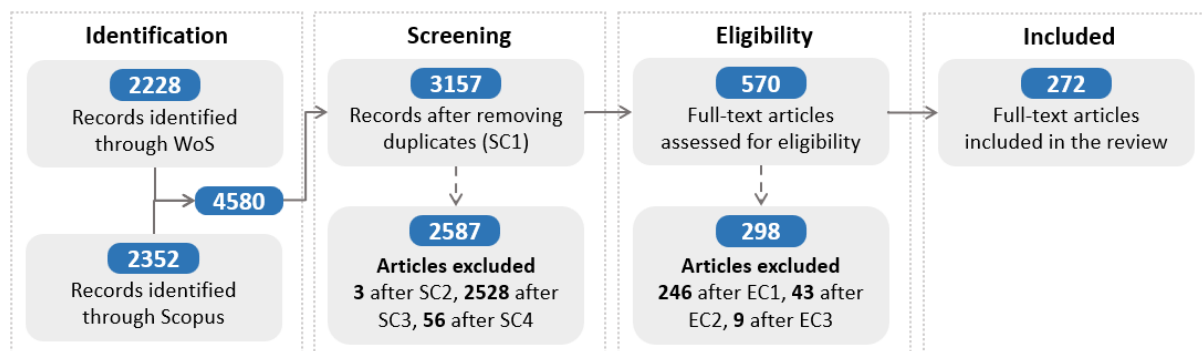 Identification
2228
Records identified
through WoS
4580
2352
Records identified
through Scopus
Screening
3157
Records after removing
duplicates (SC1)
2587
Articles excluded
3 after SC2, 2528 after
SC3, 56 after SC4
Eligibility
570
Full-text articles
assessed for eligibility
298
Articles excluded
246 after EC1, 43 after
EC2, 9 after EC3
Included
272
Full-text articles
included in the review